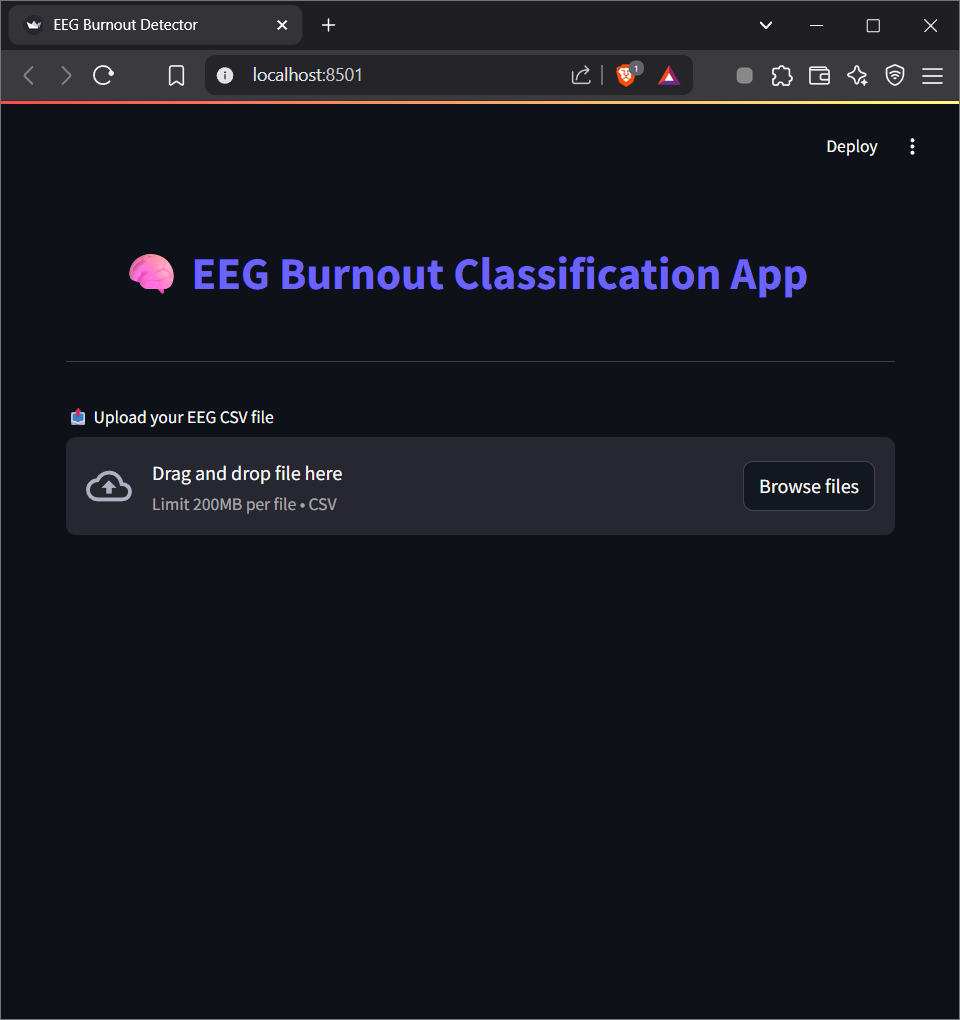 EEG Burnout Detector
localhost:8501
1
Deploy
EEG Burnout Classification App
Upload your EEG CSV file
Drag and drop file here
Limit 200MB per file • CSV
Browse files